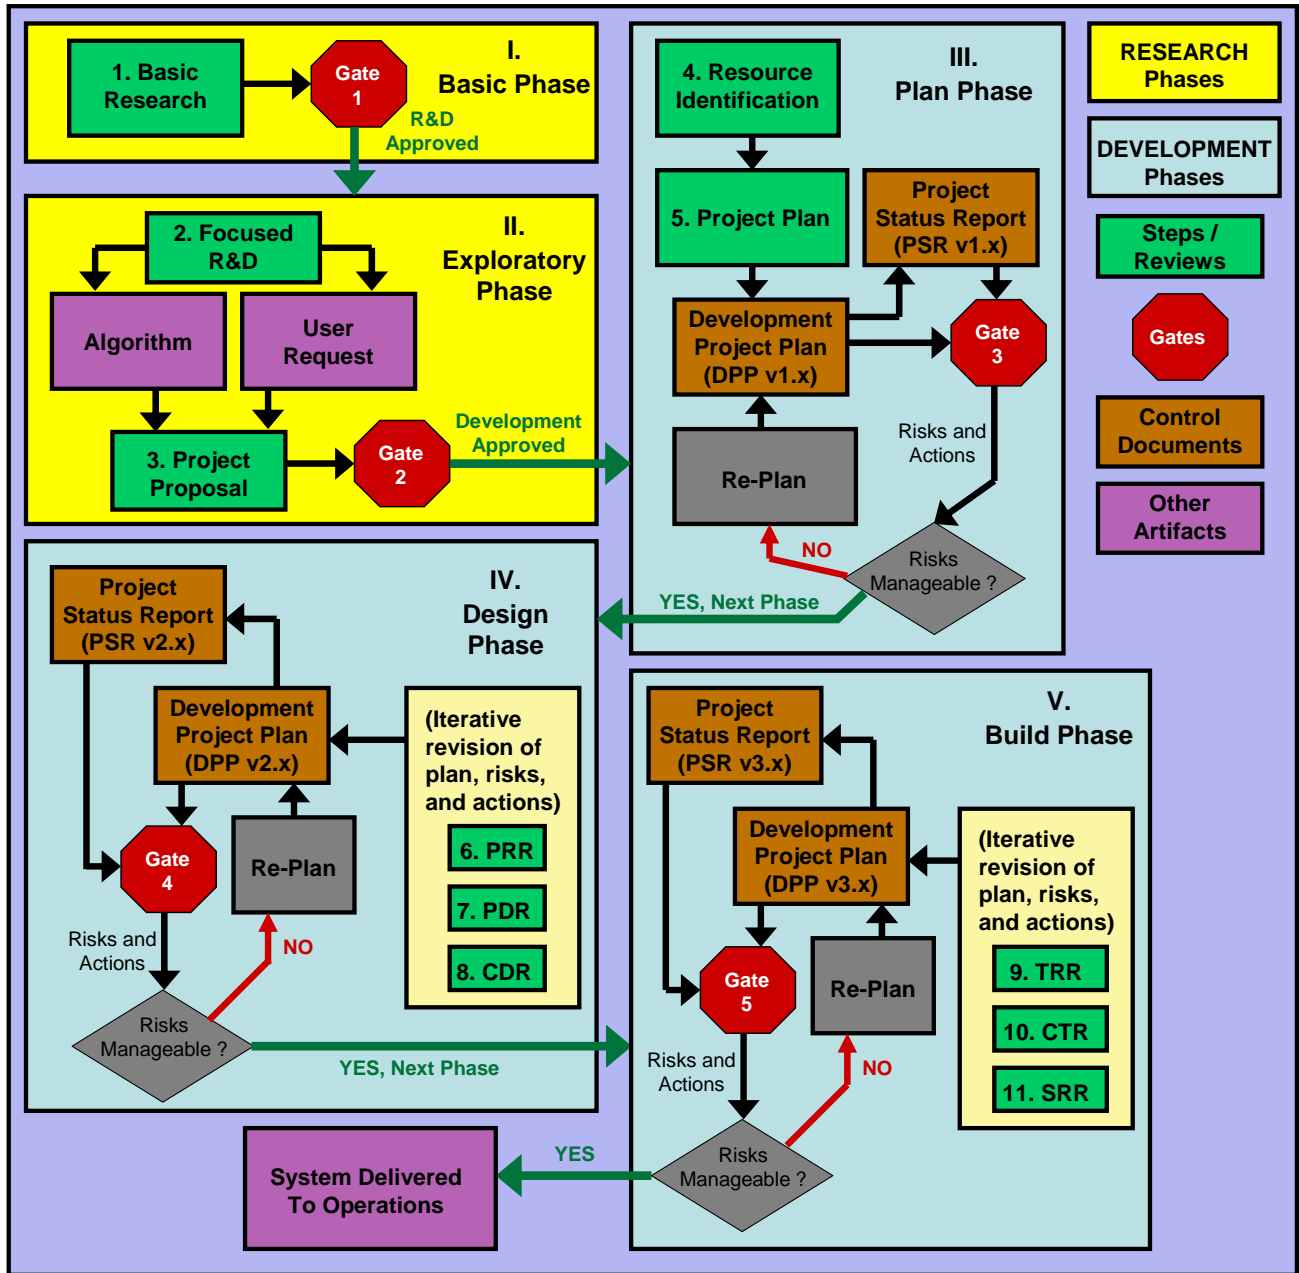 I.
Basic Phase
1. Basic
Research
Gate
1
R&D
Approved
II.
Exploratory
Phase
2. Focused
R&D
Algorithm
User
Request
3. Project
Proposal
Gate
2
Development
Approved
III.
Plan Phase
4. Resource
Identification
5. Project Plan
Project
Status Report
(PSR v1.x)
Development
Project Plan
(DPP v1.x)
Gate
3
Risks and
Actions
Re-Plan
NO
Risks
Manageable ?
YES, Next Phase
RESEARCH
Phases
DEVELOPMENT
Phases
Steps /
Reviews
Gates
Control
Documents
Other
Artifacts
IV.
Design
Phase
Project
Status Report
(PSR v2.x)
Development
Project Plan
(DPP v2.x)
(Iterative
revision of
plan, risks,
and actions)
6. PRR
7. PDR
8. CDR
Gate
4
Re-Plan
Risks and
Actions
NO
Risks
Manageable ?
YES, Next Phase
V.
Build Phase
Project
Status Report
(PSR v3.x)
Development
Project Plan
(DPP v3.x)
(Iterative
revision of
plan, risks,
and actions)
9. TRR
10. CTR
11. SRR
Gate
5
Re-Plan
Risks and
Actions
NO
Risks
Manageable ?
YES
System Delivered
To Operations